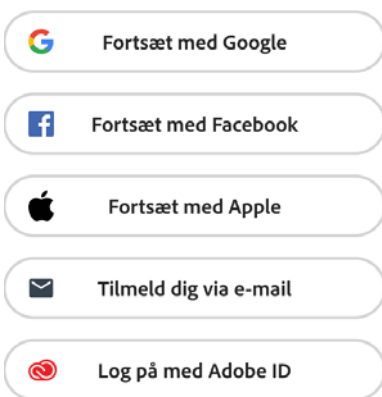 Fortsæt med Google
Fortsæt med Facebook
Fortsæt med Apple
Tilmeld dig via e-mail
Log på med Adobe ID